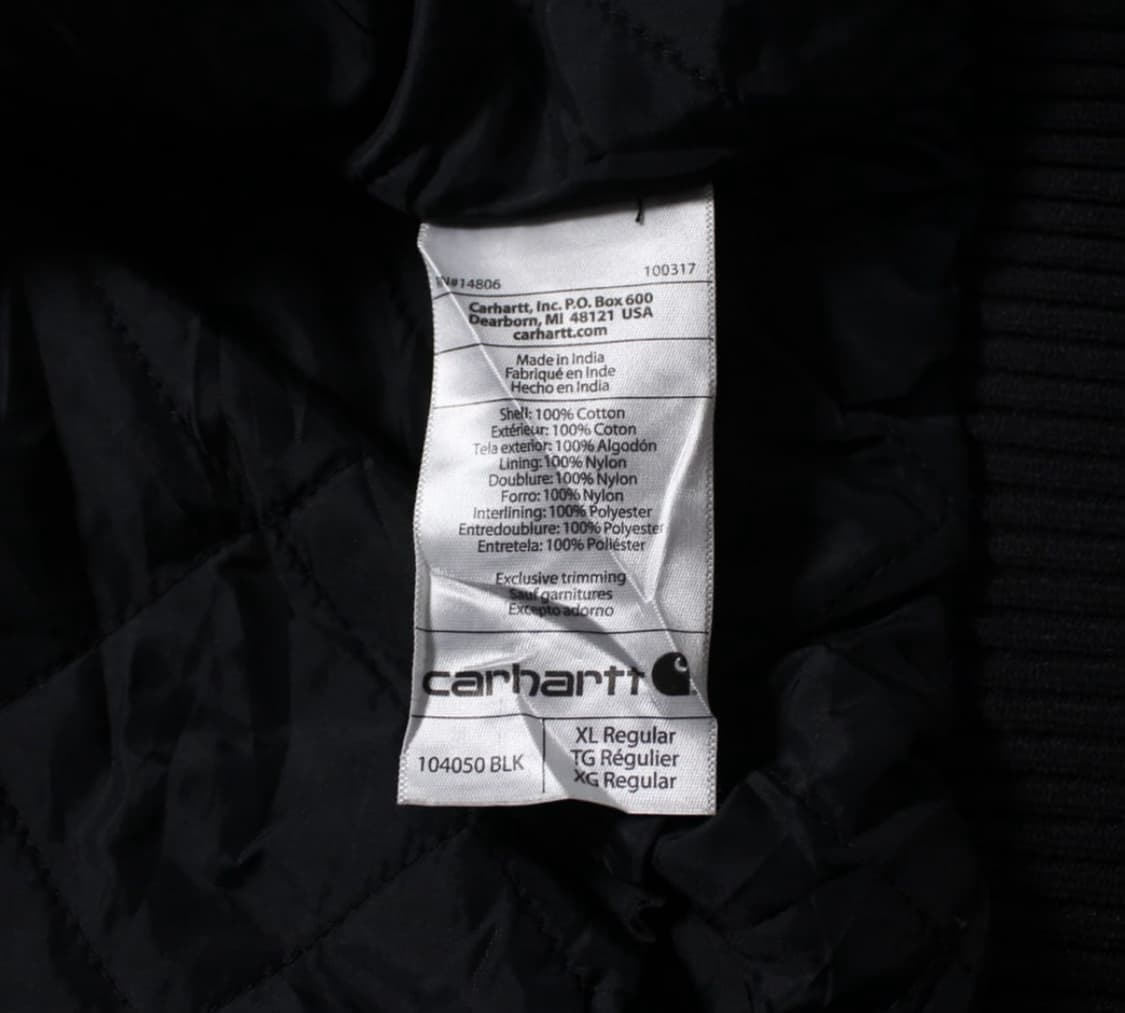 RN#14806
100317
Carhartt, Inc. P.O. Box 600
Dearborn, MI 48121 USA
carhartt.com
Made in India
Fabriqué en Inde
Hecho en India
Shell: 100% Cotton
Extérieur: 100% Coton
Tela exterior: 100% Algodón
Lining: 100% Nylon
Doublure: 100% Nylon
Forro: 100% Nylon
Interlining: 100% Polyester
Entredoublure: 100% Polyester
Entretela: 100% Poliéster
Exclusive trimming
Sauf garnitures
Excepto adorno
carhartt
104050 BLK
XL Regular
TG Régulier
XG Regular